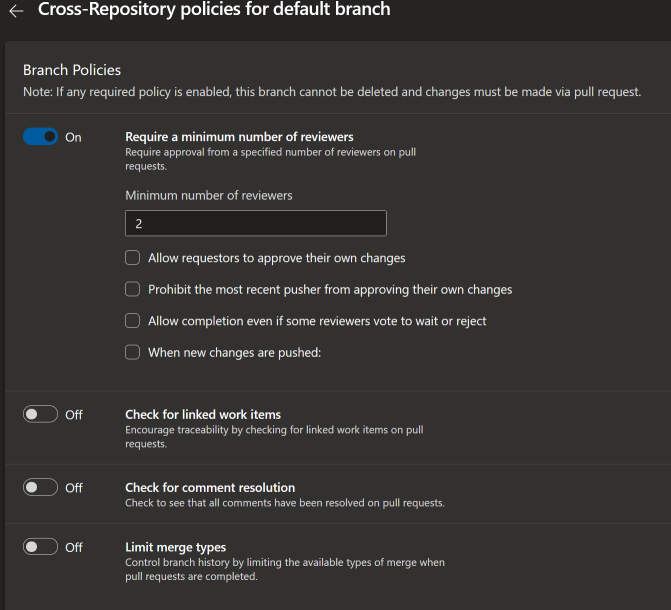 Cross-Repository policies for default branch
Branch Policies
Note: If any required policy is enabled, this branch cannot be deleted and changes must be made via pull request.
On
Require a minimum number of reviewers
Require approval from a specified number of reviewers on pull
requests.
Minimum number of reviewers
2
Allow requestors to approve their own changes
Prohibit the most recent pusher from approving their own changes
Allow completion even if some reviewers vote to wait or reject
When new changes are pushed:
Off
Check for linked work items
Encourage traceability by checking for linked work items on pull
requests.
Off
Check for comment resolution
Check to see that all comments have been resolved on pull requests.
Off
Limit merge types
Control branch history by limiting the available types of merge when
pull requests are completed.